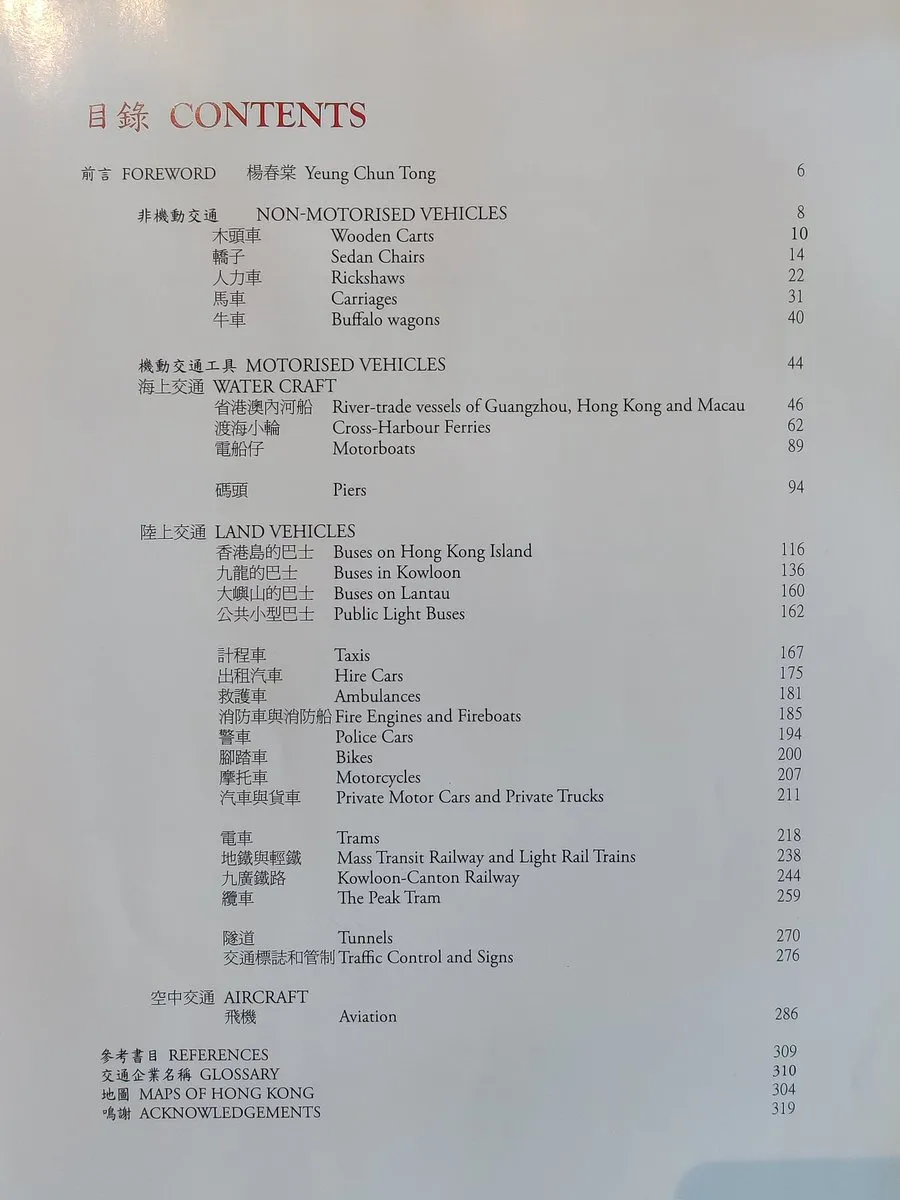 目錄 CONTENTS
前言 FOREWORD 楊春棠 Yeung Chun Tong 6
非機動交通 NON-MOTORISED VEHICLES 8
木頭車 Wooden Carts 10
轎子 Sedan Chairs 14
人力車 Rickshaws 22
馬車 Carriages 31
牛車 Buffalo wagons 40
機動交通工具 MOTORISED VEHICLES 44
海上交通 WATER CRAFT
省港澳內河船 River-trade vessels of Guangzhou, Hong Kong and Macau 46
渡海小輪 Cross-Harbour Ferries 62
電船仔 Motorboats 89
碼頭 Piers 94
陸上交通 LAND VEHICLES
香港島的巴士 Buses on Hong Kong Island 116
九龍的巴士 Buses in Kowloon 136
大嶼山的巴士 Buses on Lantau 160
公共小型巴士 Public Light Buses 162
計程車 Taxis 167
出租汽車 Hire Cars 175
救護車 Ambulances 181
消防車與消防船 Fire Engines and Fireboats 185
警車 Police Cars 194
腳踏車 Bikes 200
摩托車 Motorcycles 207
汽車與貨車 Private Motor Cars and Private Trucks 211
電車 Trams 218
地鐵與輕鐵 Mass Transit Railway and Light Rail Trains 238
九廣鐵路 Kowloon-Canton Railway 244
纜車 The Peak Tram 259
隧道 Tunnels 270
交通標誌和管制 Traffic Control and Signs 276
空中交通 AIRCRAFT
飛機 Aviation 286
參考書目 REFERENCES 309
交通企業名稱 GLOSSARY 310
地圖 MAPS OF HONG KONG 304
鳴謝 ACKNOWLEDGEMENTS 319